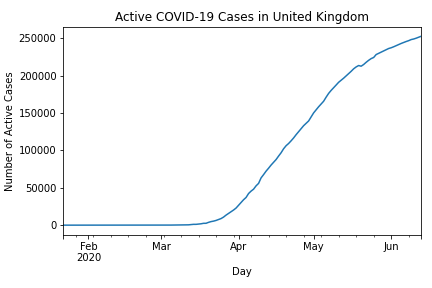 Active COVID-19 Cases in United Kingdom
250000
200000
150000
100000
50000
0
Number of Active Cases
Feb
2020
Mar
Apr
May
Jun
Day